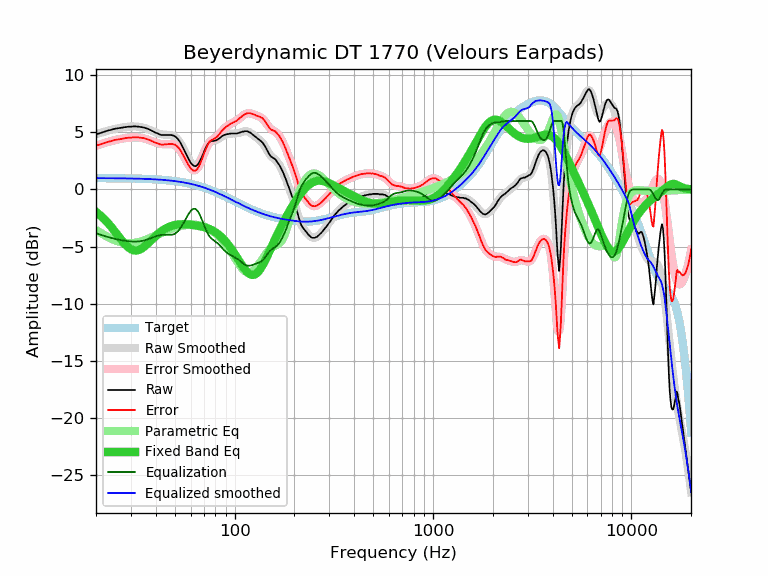 Beyerdynamic DT 1770 (Velours Earpads)
10
5
0
−5
−10
−15
−20
−25
Amplitude (dBr)
Target
Raw Smoothed
Error Smoothed
Raw
Error
Parametric Eq
Fixed Band Eq
Equalization
Equalized smoothed
100
1000
10000
Frequency (Hz)